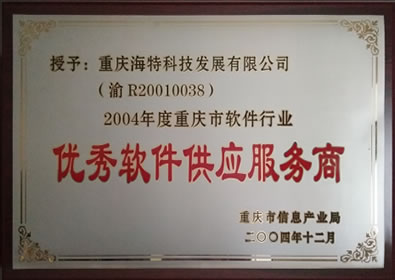 授予：重庆海特科技发展有限公司
（渝R20010038）
2004年度重庆市软件行业
优秀软件供应服务商
重庆市信息产业局
二〇〇四年十二月